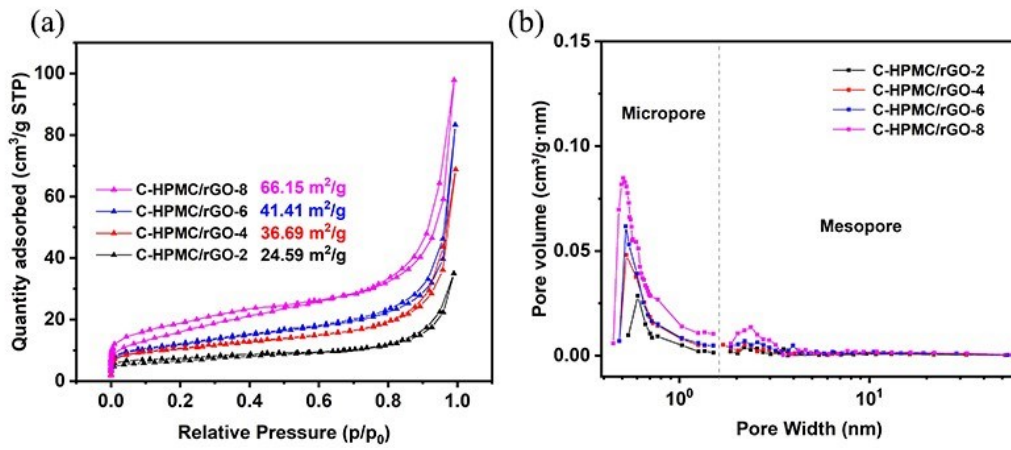 (a)
Quantity adsorbed (cm³/g STP)
100
80
60
40
20
0
C-HPMC/rGO-8 66.15 m²/g
C-HPMC/rGO-6 41.41 m²/g
C-HPMC/rGO-4 36.69 m²/g
C-HPMC/rGO-2 24.59 m²/g
0.0 0.2 0.4 0.6 0.8 1.0
Relative Pressure (p/p₀)
(b)
Pore volume (cm³/g·nm)
0.15
0.10
0.05
0.00
Micropore
Mesopore
C-HPMC/rGO-2
C-HPMC/rGO-4
C-HPMC/rGO-6
C-HPMC/rGO-8
10⁰ 10¹
Pore Width (nm)